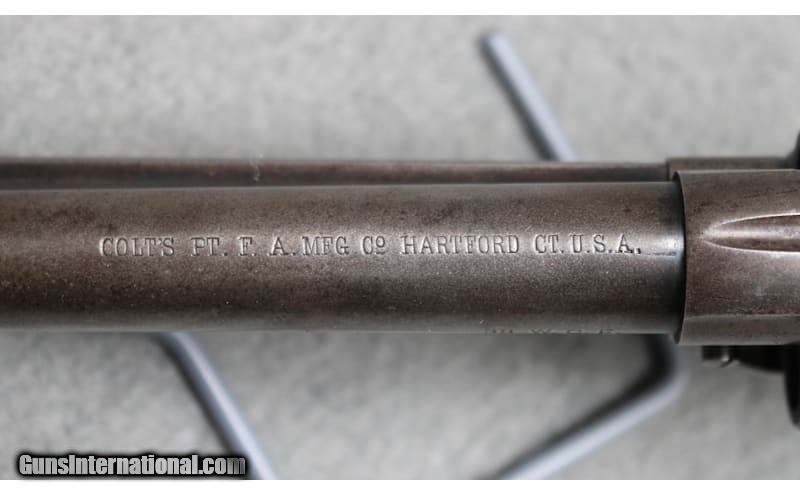 COLT'S PT. F. A. MFG Co HARTFORD CT. U.S.A.
GunsInternational.com